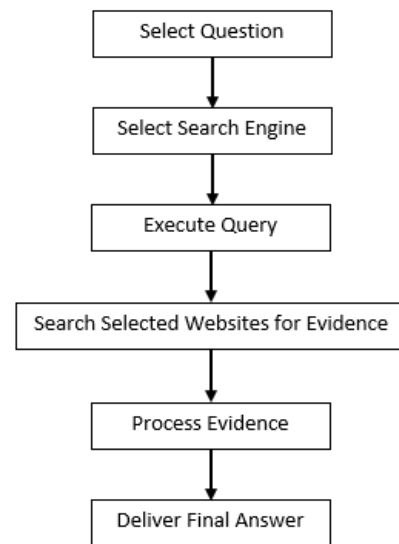 Select Question
Select Search Engine
Execute Query
Search Selected Websites for Evidence
Process Evidence
Deliver Final Answer